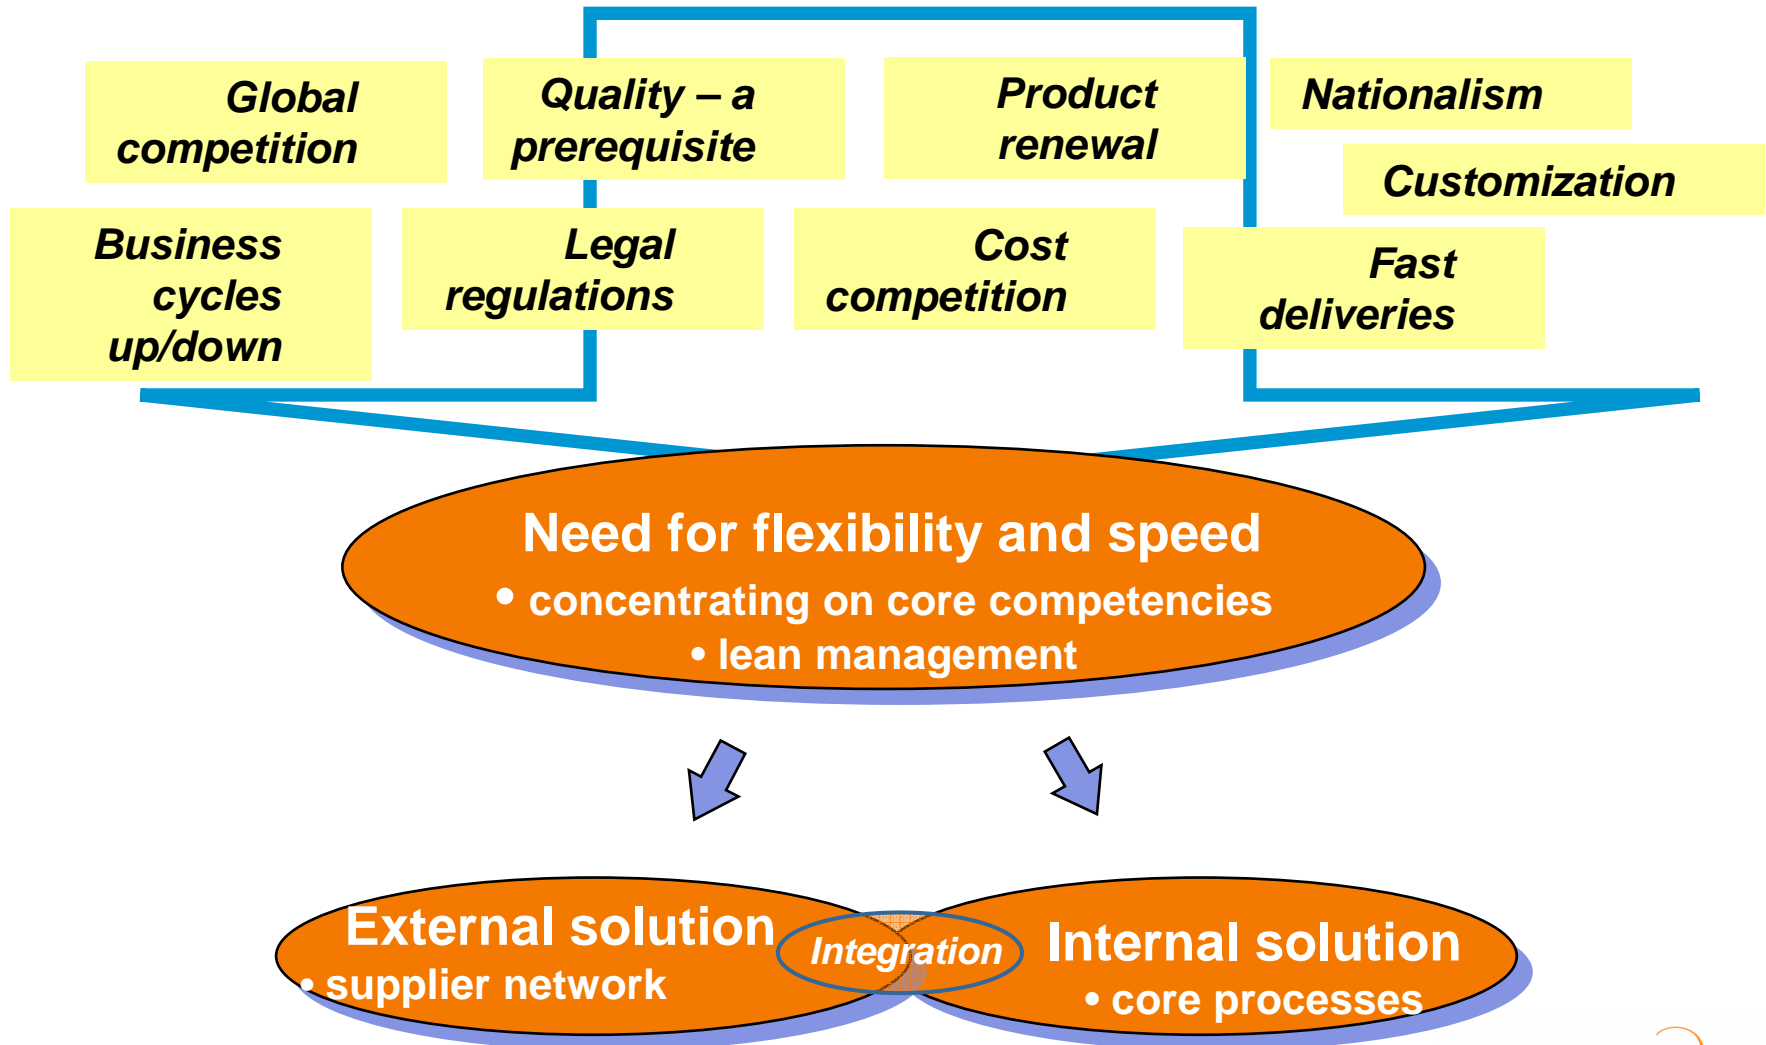 Global
competition
Quality – a
prerequisite
Product
renewal
Nationalism
Customization
Business
cycles
up/down
Legal
regulations
Cost
competition
Fast
deliveries
Need for flexibility and speed
• concentrating on core competencies
• lean management
External solution
• supplier network
Integration
Internal solution
• core processes